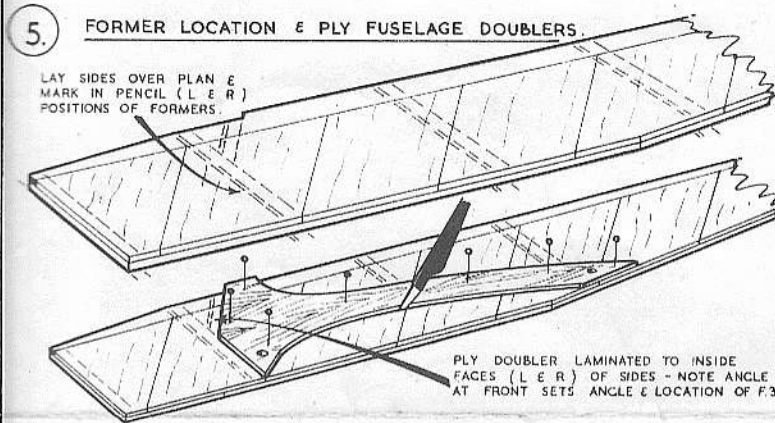 5. FORMER LOCATION & PLY FUSELAGE DOUBLERS.
LAY SIDES OVER PLAN &
MARK IN PENCIL (L & R)
POSITIONS OF FORMERS.
PLY DOUBLER LAMINATED TO INSIDE
FACES (L & R) OF SIDES - NOTE ANGLE
AT FRONT SETS ANGLE & LOCATION OF F.3